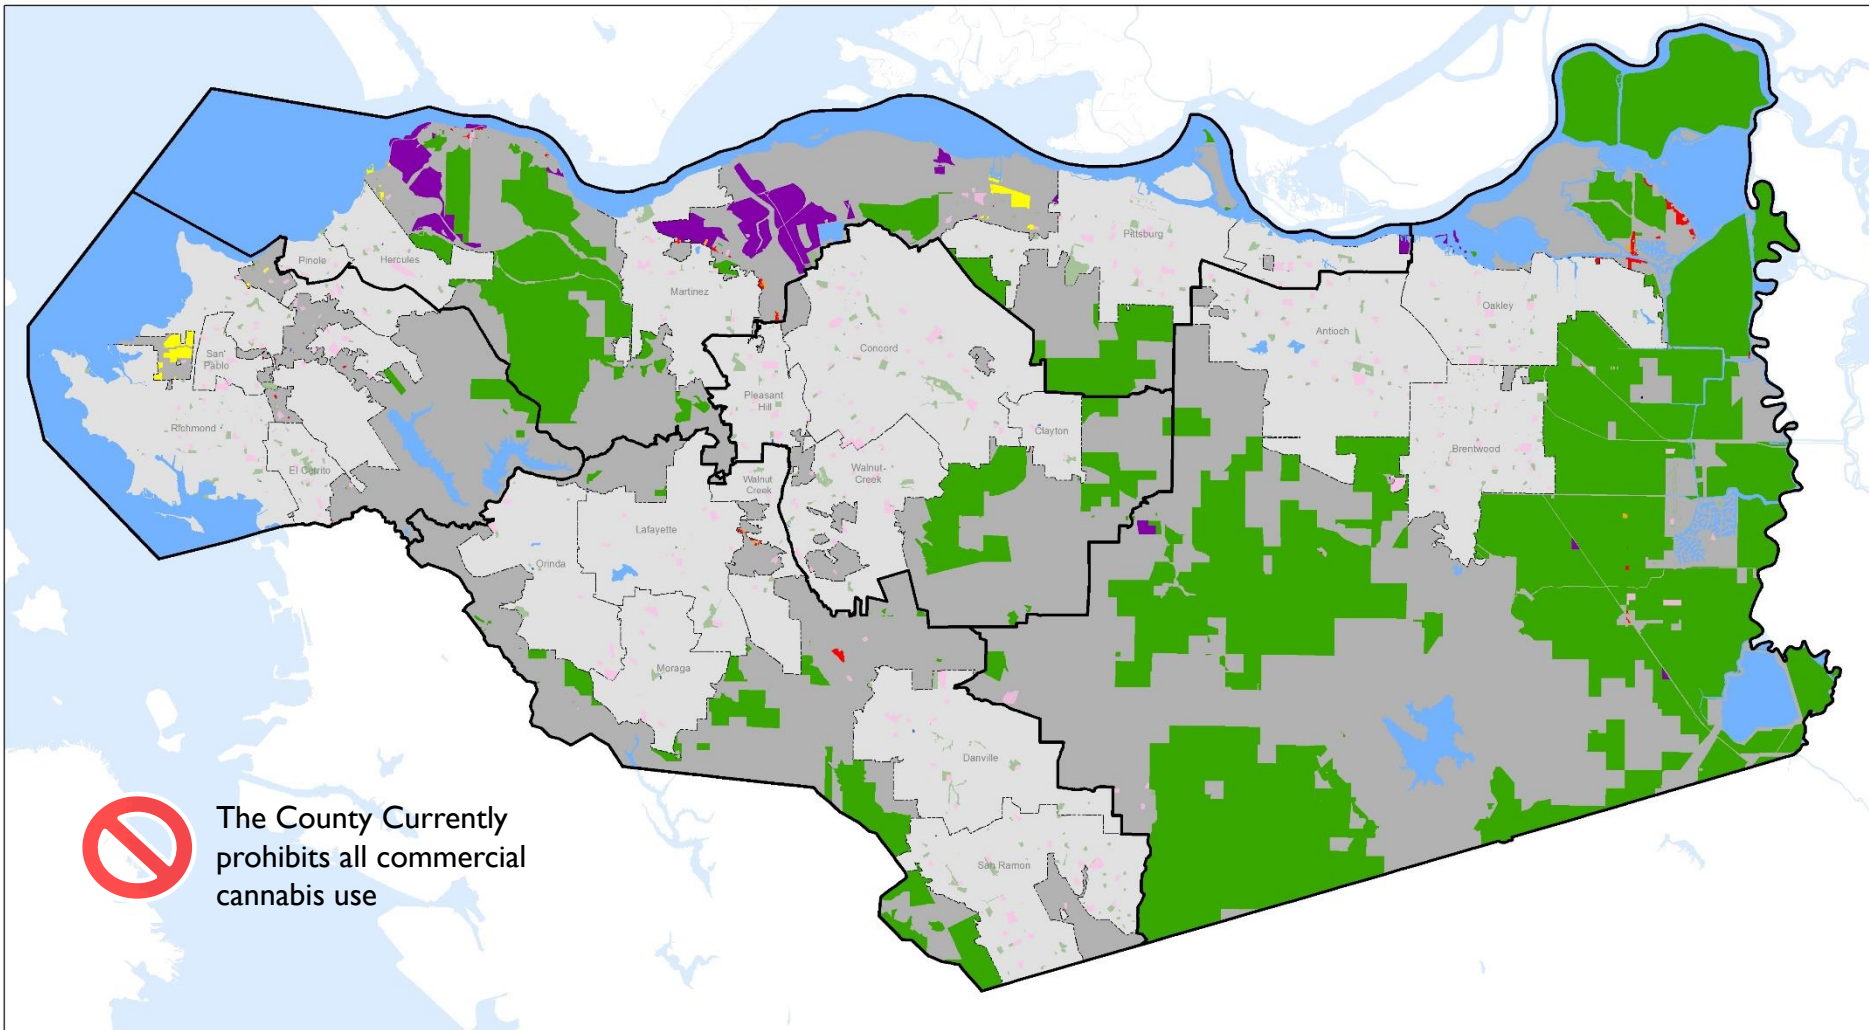 Pinole
Hercules
Martinez
Pittsburg
Oakley
Antioch
San
Pablo
Concord
Pleasant
Hill
Richmond
Clayton
Brentwood
El Cerrito
Walnut
Creek
Walnut
Creek
Lafayette
Orinda
Moraga
Danville
San Ramon
The County Currently
prohibits all commercial
cannabis use